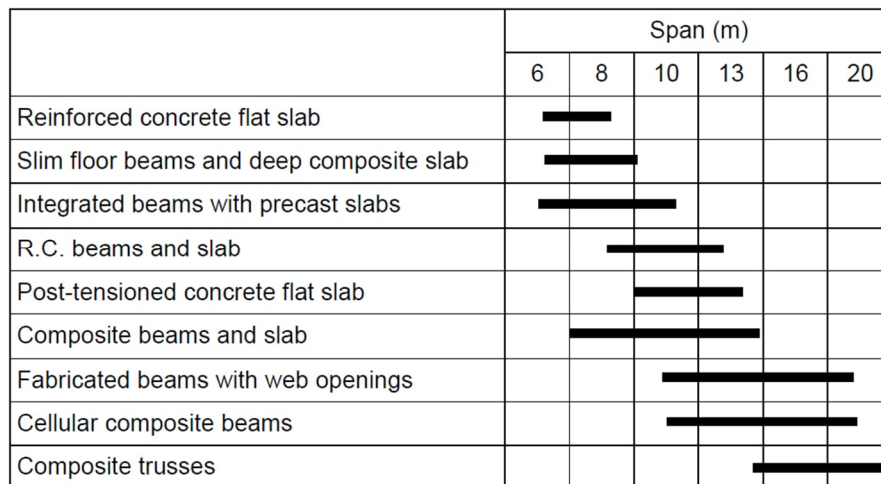 Span (m)
6 8 10 13 16 20
Reinforced concrete flat slab
Slim floor beams and deep composite slab
Integrated beams with precast slabs
R.C. beams and slab
Post-tensioned concrete flat slab
Composite beams and slab
Fabricated beams with web openings
Cellular composite beams
Composite trusses